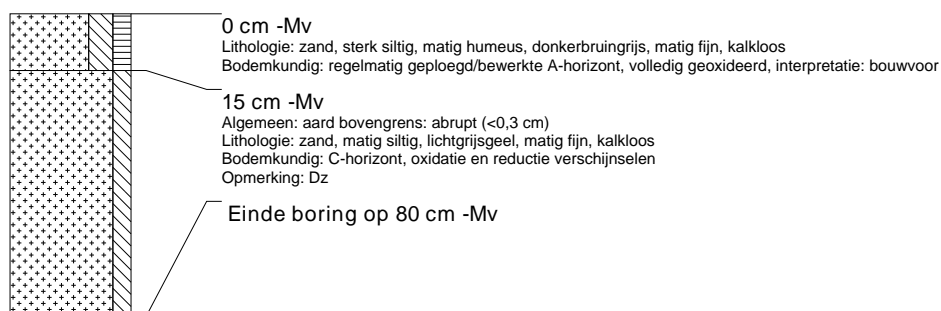 0 cm -Mv
Lithologie: zand, sterk siltig, matig humeus, donkerbruingrijs, matig fijn, kalkloos
Bodemkundig: regelmatig geploegd/bewerkte A-horizont, volledig geoxideerd, interpretatie: bouwvoor
15 cm -Mv
Algemeen: aard bovengrens: abrupt (<0,3 cm)
Lithologie: zand, matig siltig, lichtgrijsgeel, matig fijn, kalkloos
Bodemkundig: C-horizont, oxidatie en reductie verschijnselen
Opmerking: Dz
Einde boring op 80 cm -Mv